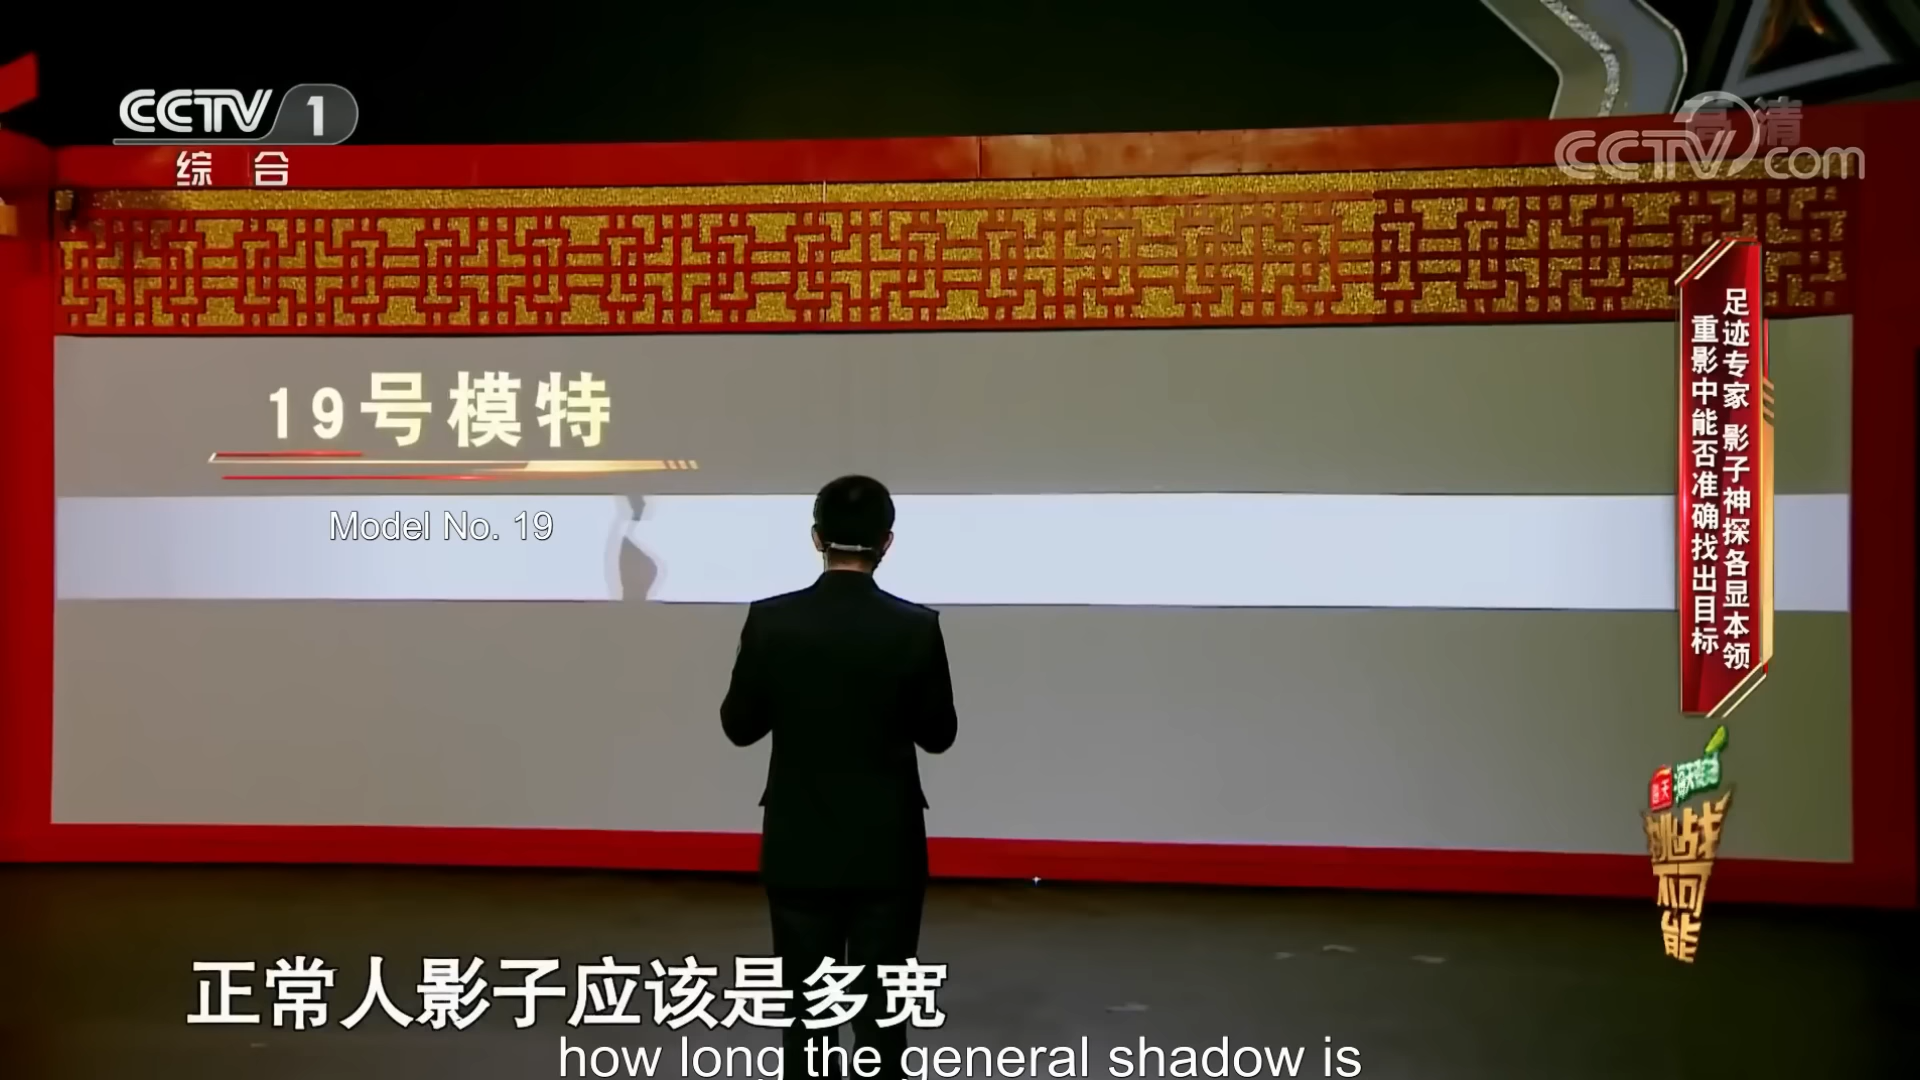 CCTV 1
综合
高清
CCTV.com
19号模特
Model No. 19
足迹专家 影子神探各显本领
重影中能否准确找出目标
挑战
不可能
正常人影子应该是多宽
how long the general shadow is